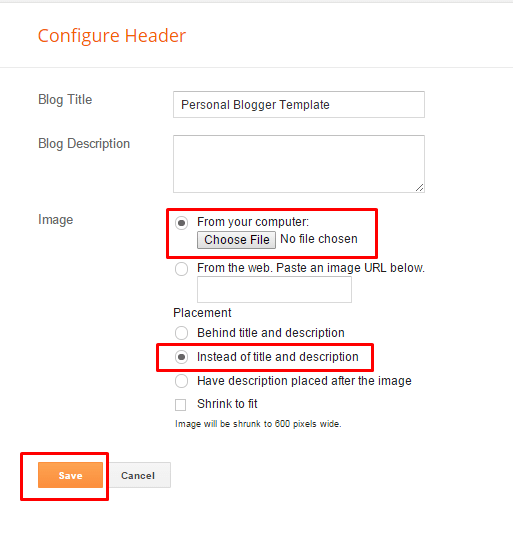 Configure Header
Blog Title
Personal Blogger Template
Blog Description
Image
From your computer:
Choose File No file chosen
From the web. Paste an image URL below.
Placement
Behind title and description
Instead of title and description
Have description placed after the image
Shrink to fit
Image will be shrunk to 600 pixels wide.
Save Cancel